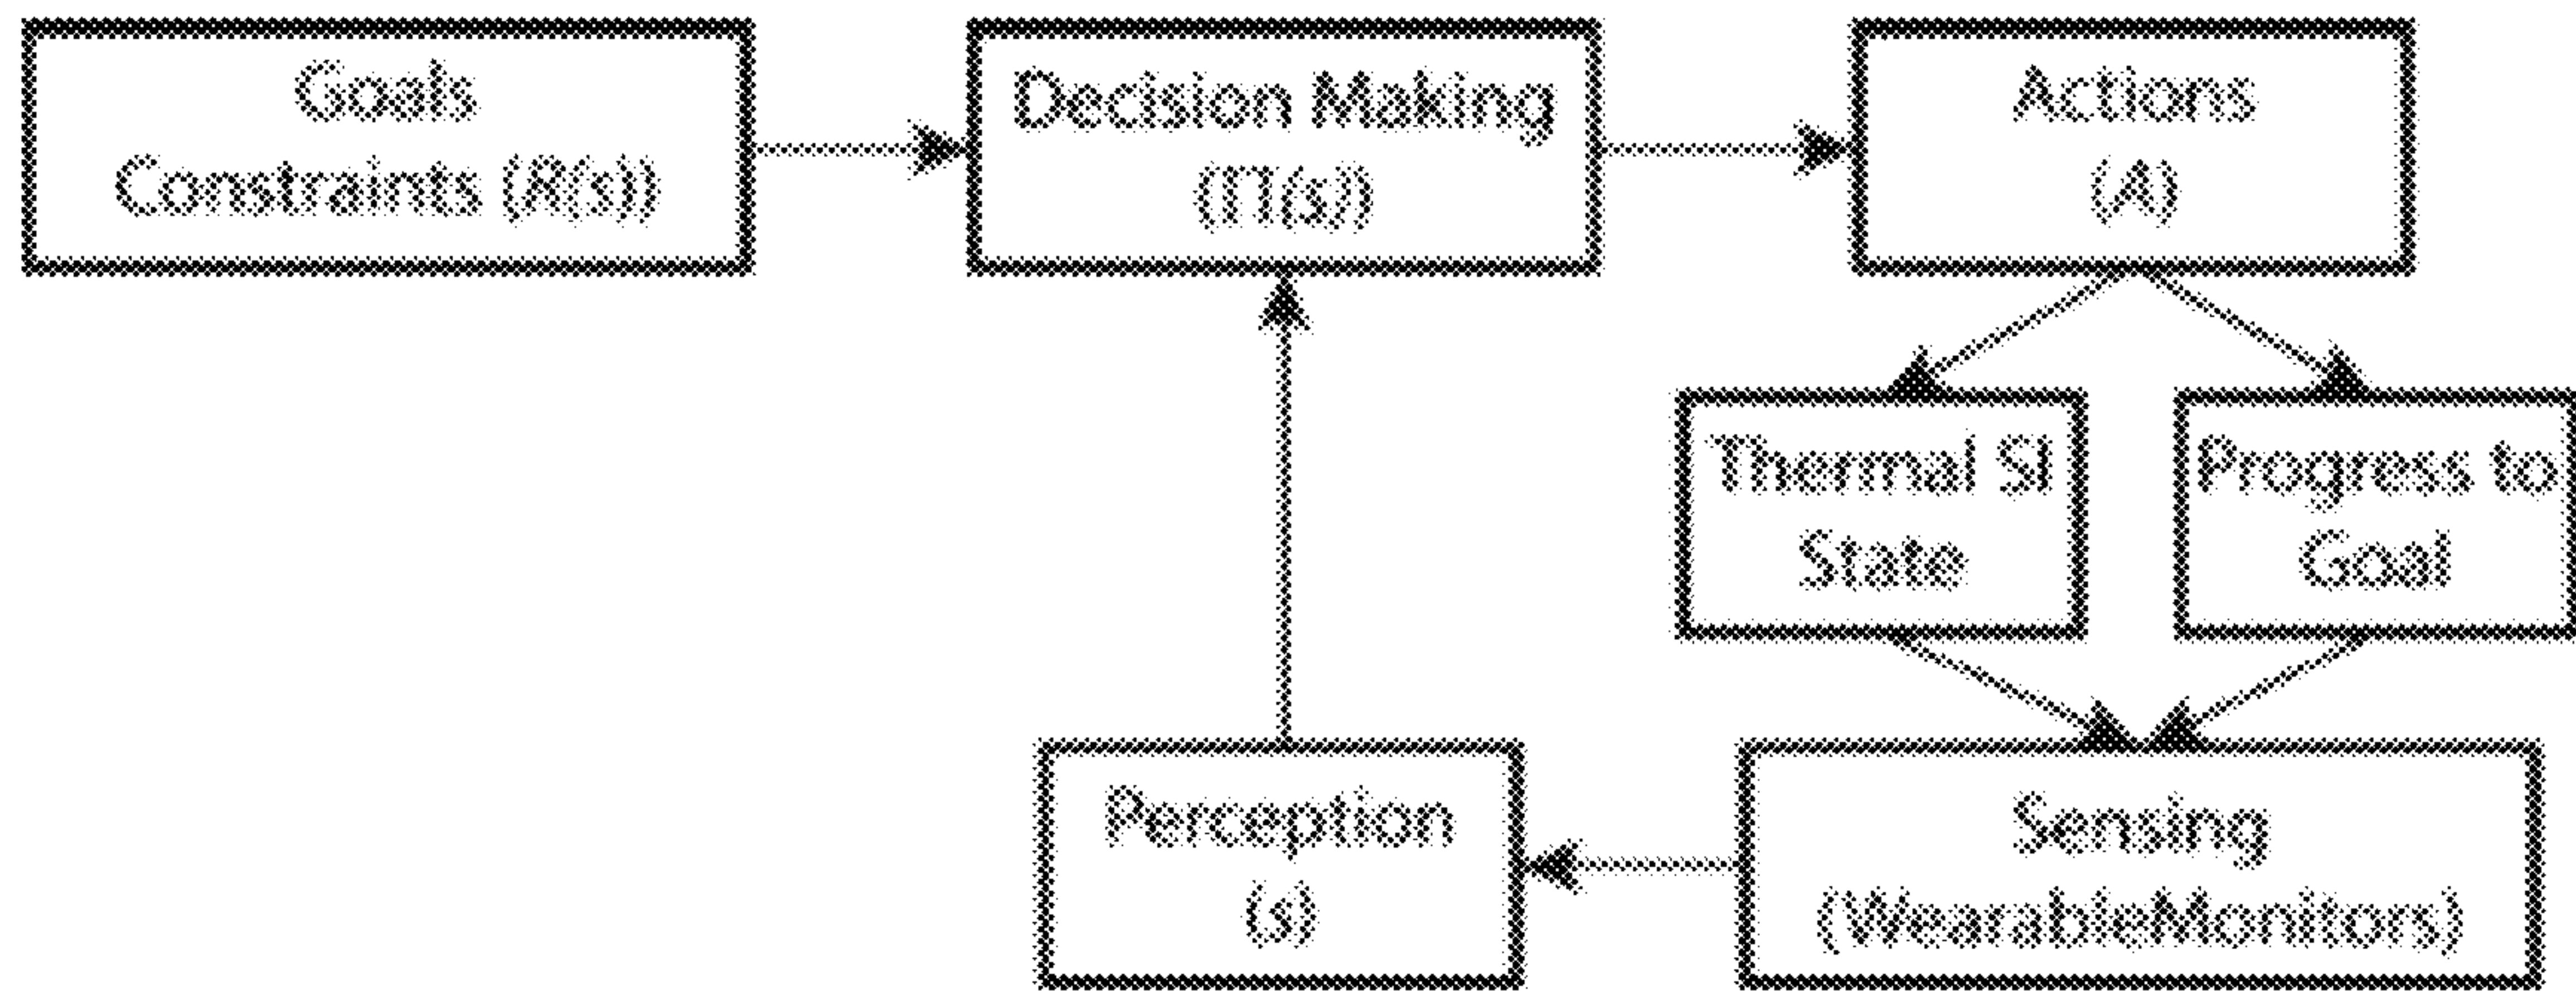 Goals
Constraints (R(s))
Decision Making
(Π(s))
Actions
(A)
Thermal SI
State
Progress to
Goal
Perception
(s)
Sensing
(WearableMonitors)